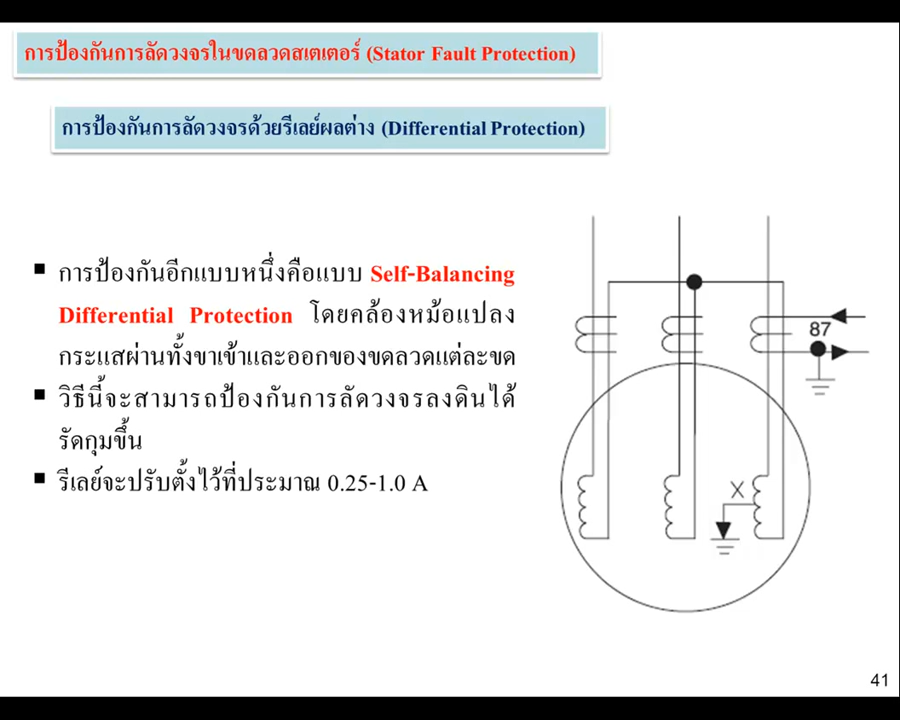 การป้องกันการลัดวงจรในขดลวดสเตเตอร์ (Stator Fault Protection)
การป้องกันการลัดวงจรด้วยรีเลย์ผลต่าง (Differential Protection)
▪ การป้องกันอีกแบบหนึ่งคือแบบ Self-Balancing
Differential Protection โดยคล้องหม้อแปลง
กระแสผ่านทั้งขาเข้าและออกของขดลวดแต่ละขด
▪ วิธีนี้จะสามารถป้องกันการลัดวงจรลงดินได้
รัดกุมขึ้น
▪ รีเลย์จะปรับตั้งไว้ที่ประมาณ 0.25-1.0 A
87
X
41